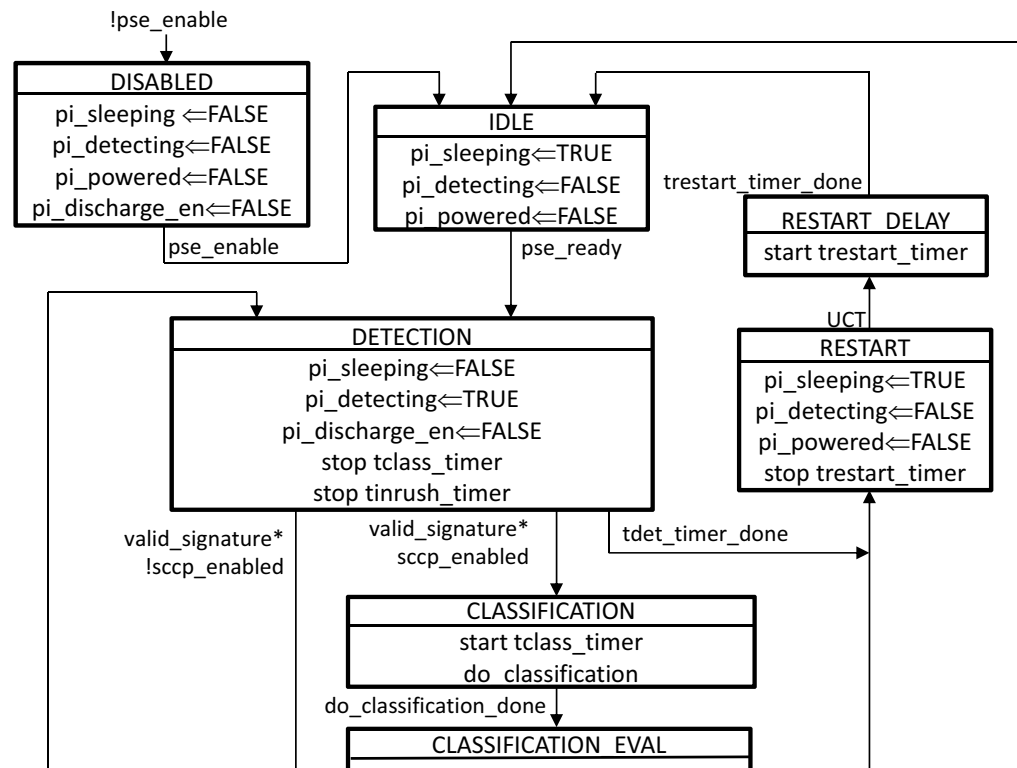 !pse_enable
DISABLED
pi_sleeping ⇐FALSE
pi_detecting⇐FALSE
pi_powered⇐FALSE
pi_discharge_en⇐FALSE
pse_enable
IDLE
pi_sleeping⇐TRUE
pi_detecting⇐FALSE
pi_powered⇐FALSE
pse_ready
trestart_timer_done
RESTART_DELAY
start trestart_timer
UCT
RESTART
pi_sleeping⇐TRUE
pi_detecting⇐FALSE
pi_powered⇐FALSE
stop trestart_timer
DETECTION
pi_sleeping⇐FALSE
pi_detecting⇐TRUE
pi_discharge_en⇐FALSE
stop tclass_timer
stop tinrush_timer
valid_signature*
!sccp_enabled
valid_signature*
sccp_enabled
tdet_timer_done
CLASSIFICATION
start tclass_timer
do_classification
do_classification_done
CLASSIFICATION_EVAL